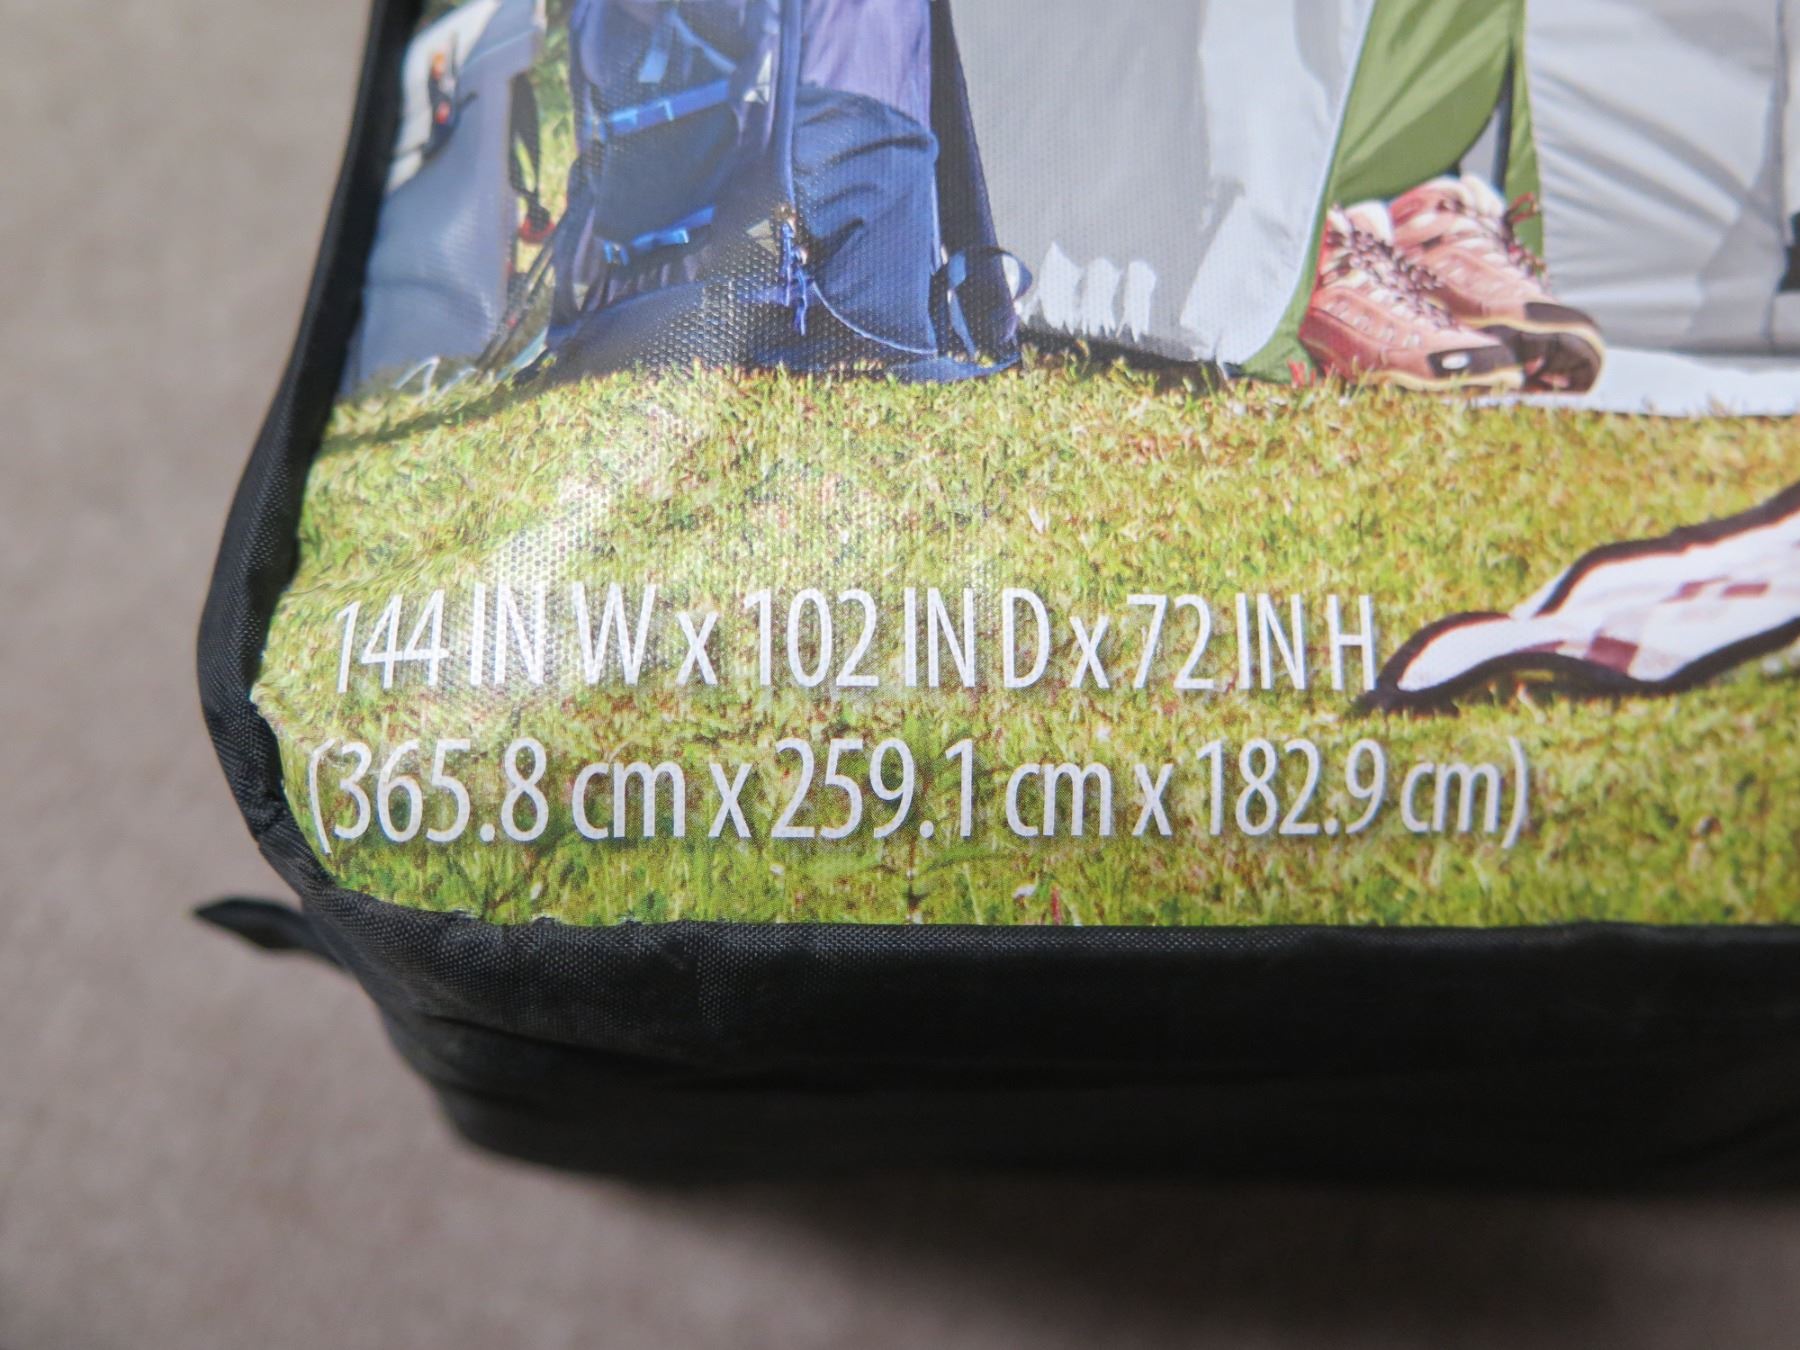 144 IN W x 102 IN D x 72 IN H
(365.8 cm x 259.1 cm x 182.9 cm)